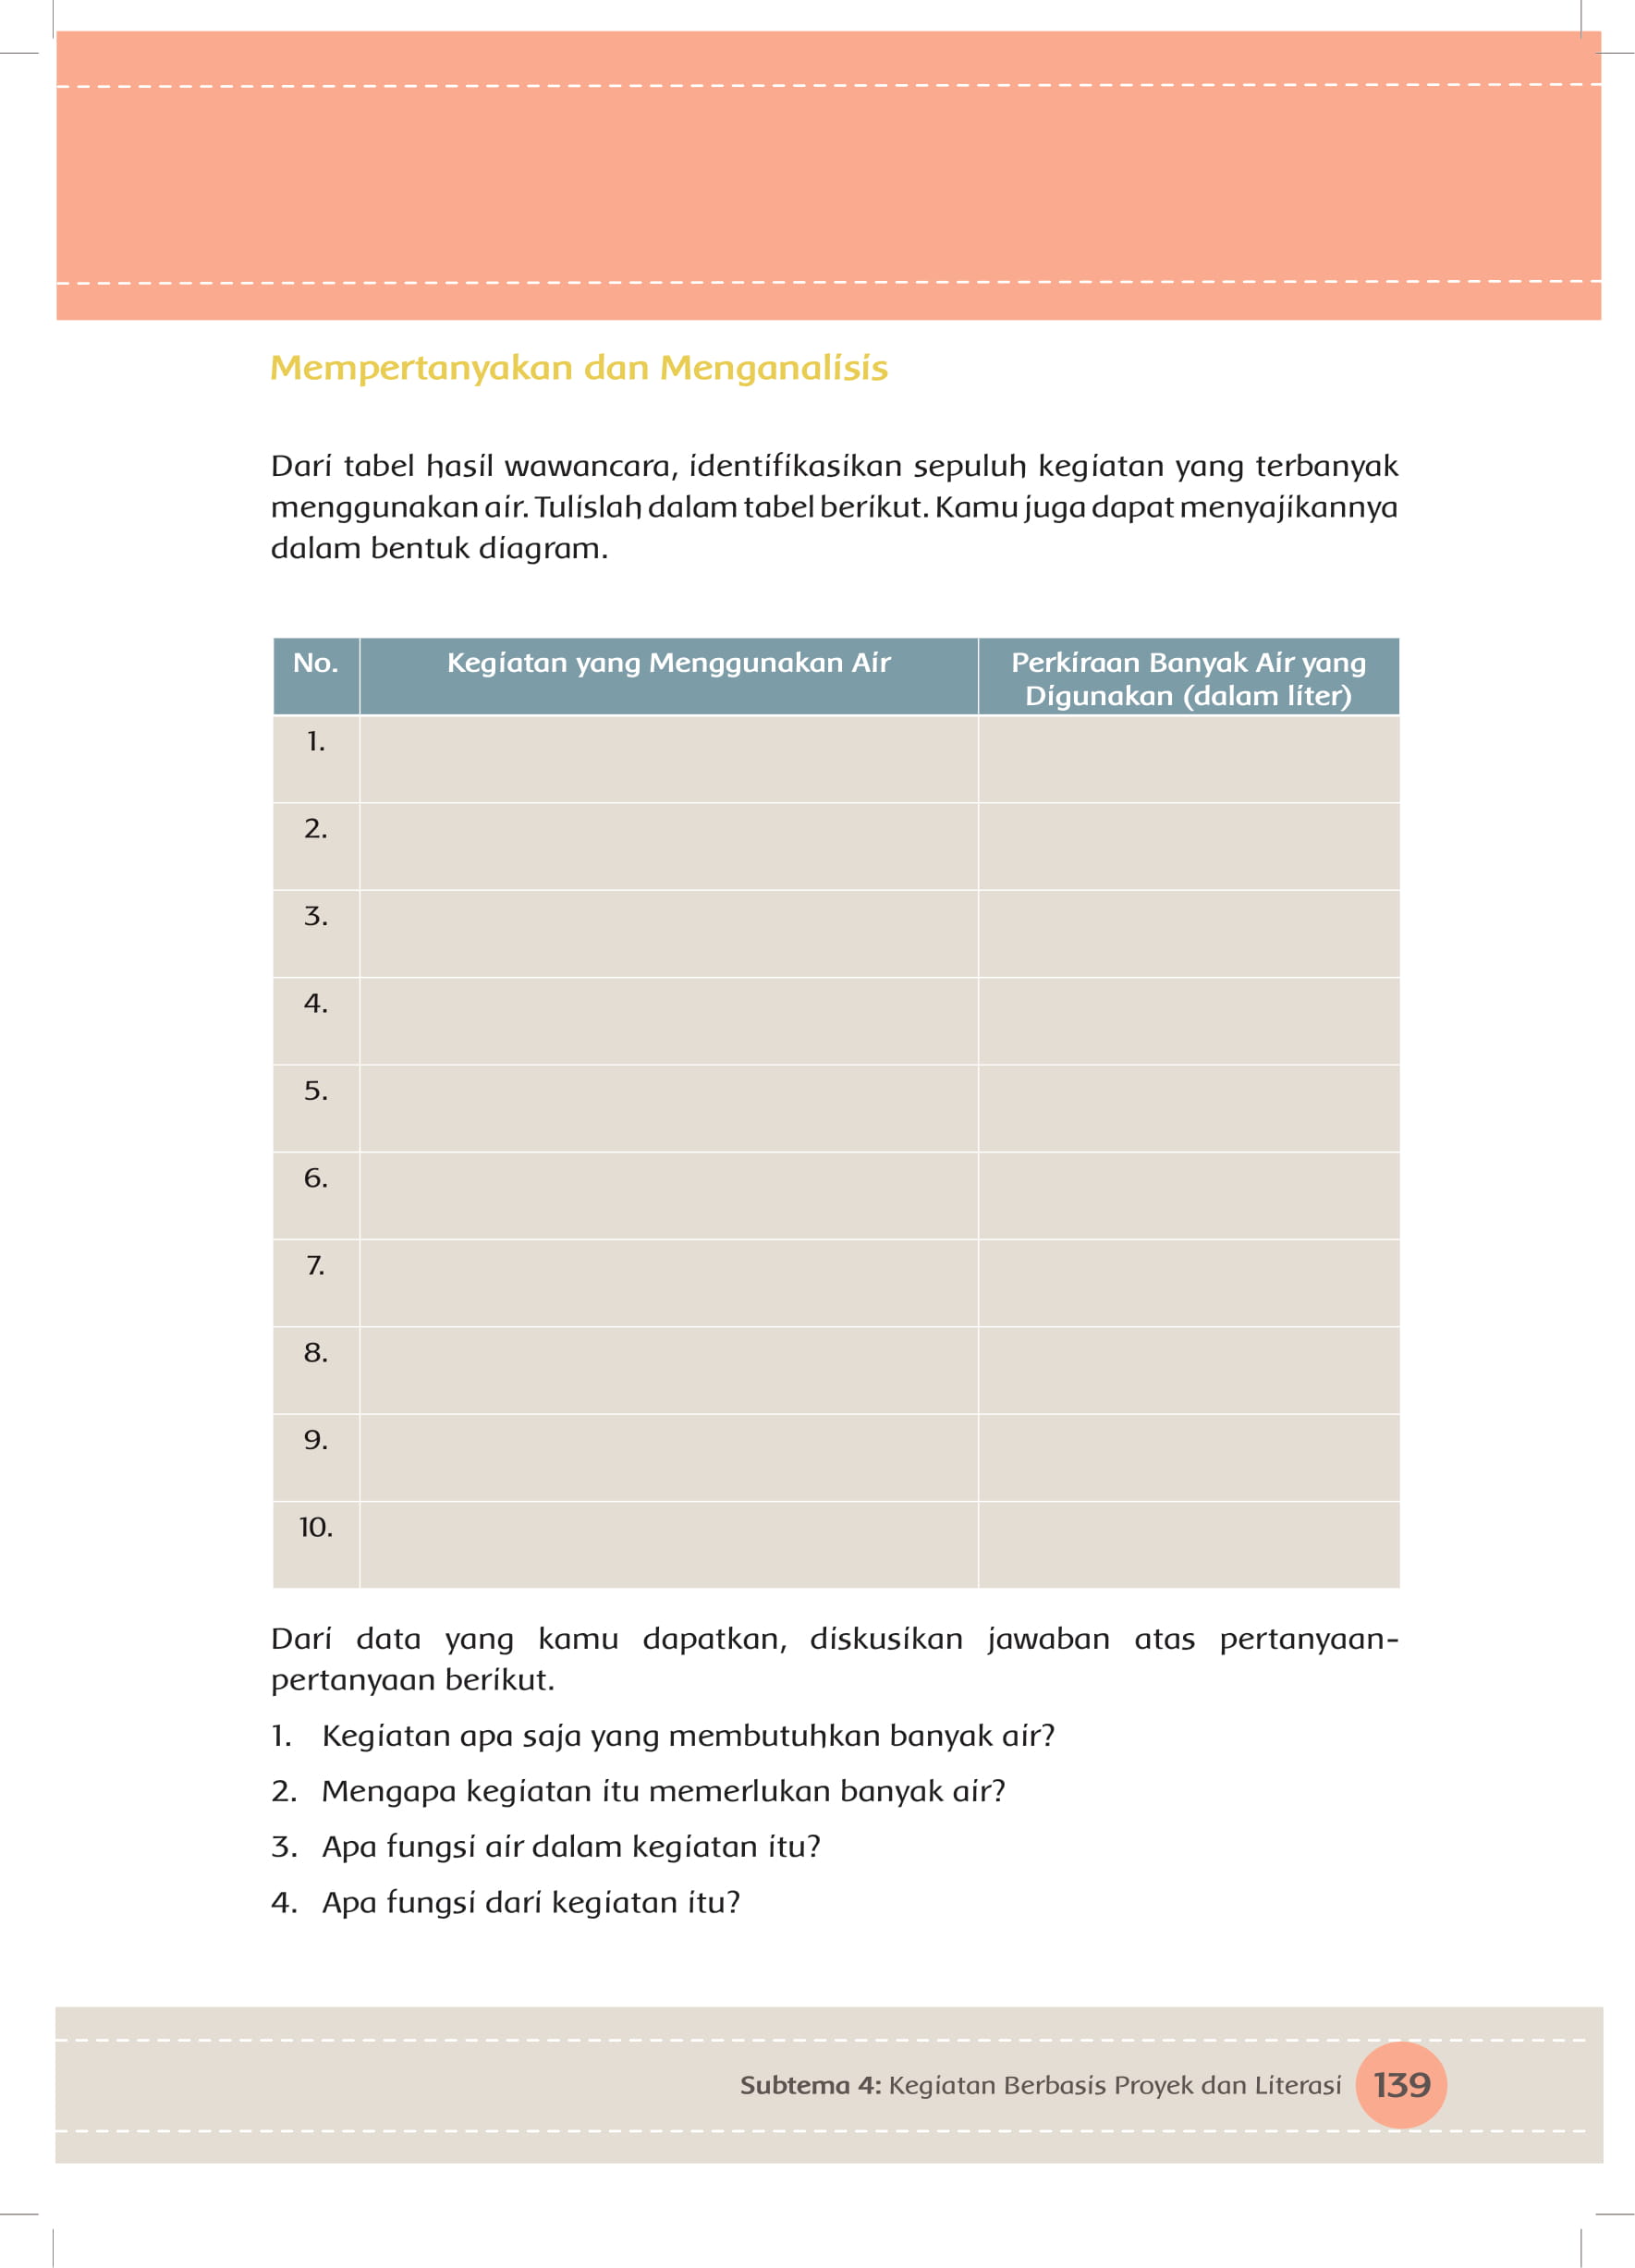 Mempertanyakan dan Menganalisis
Dari tabel hasil wawancara, identifikasikan sepuluh kegiatan yang terbanyak
menggunakan air. Tulislah dalam tabel berikut. Kamu juga dapat menyajikannya
dalam bentuk diagram.
No. Kegiatan yang Menggunakan Air Perkiraan Banyak Air yang
Digunakan (dalam liter)
1.
2.
3.
4.
5.
6.
7.
8.
9.
10.
Dari data yang kamu dapatkan, diskusikan jawaban atas pertanyaan-
pertanyaan berikut.
1. Kegiatan apa saja yang membutuhkan banyak air?
2. Mengapa kegiatan itu memerlukan banyak air?
3. Apa fungsi air dalam kegiatan itu?
4. Apa fungsi dari kegiatan itu?
Subtema 4: Kegiatan Berbasis Proyek dan Literasi 139